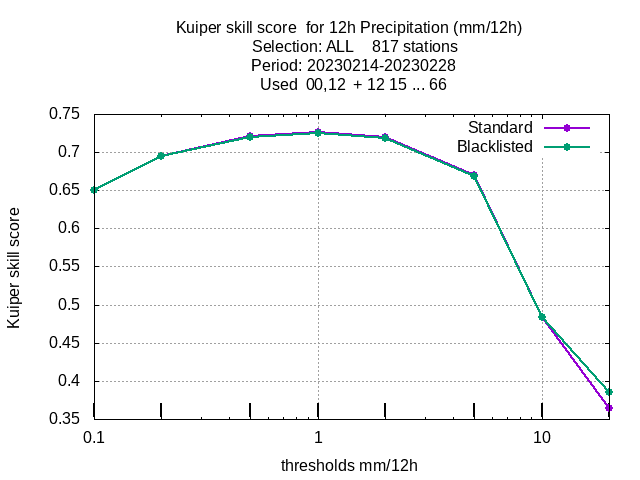 Kuiper skill score  for 12h Precipitation (mm/12h)
Selection: ALL    817 stations
Period: 20230214-20230228
Used  00,12  + 12 15 ... 66
0.75
Standard
Blacklisted
0.7
0.65
0.6
0.55
0.5
0.45
0.4
0.35
Kuiper skill score
0.1 1 10
thresholds mm/12h